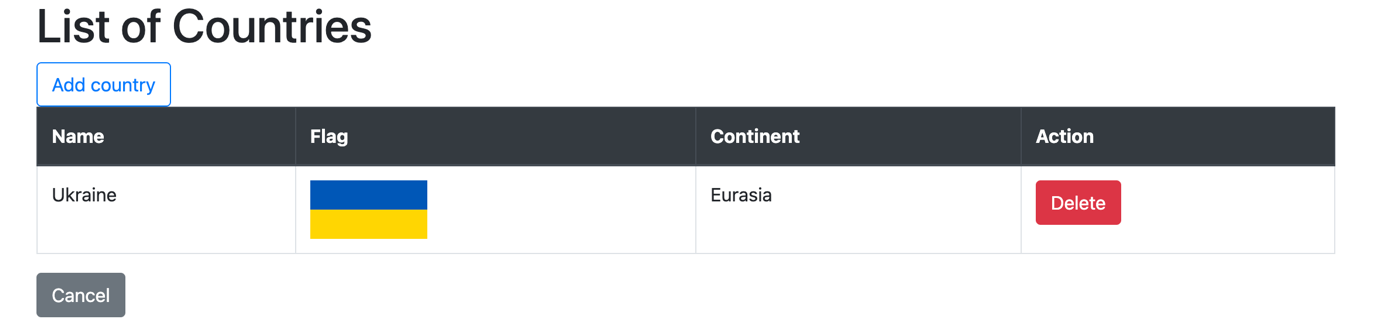 List of Countries
Add country
Name Flag Continent Action
Ukraine Eurasia Delete
Cancel